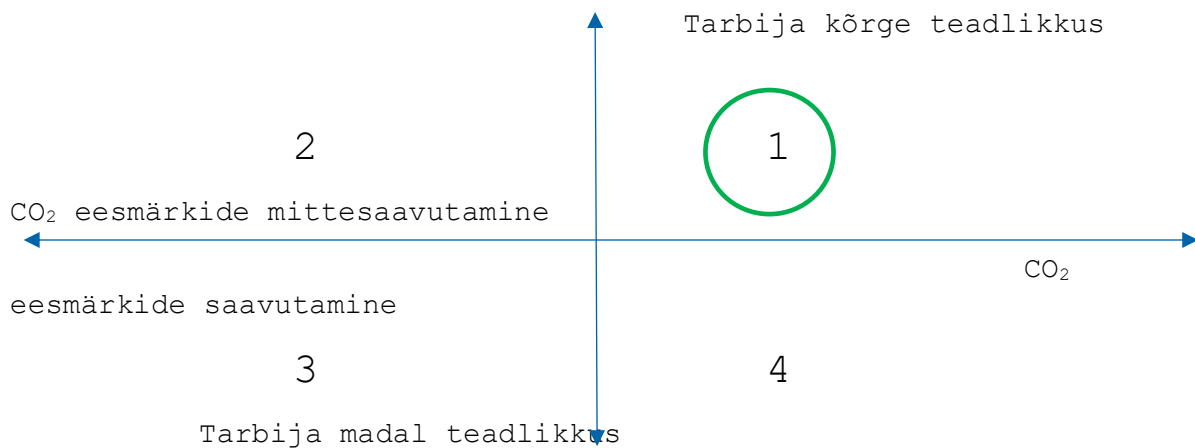 Tarbija kõrge teadlikkus
2
1
CO₂ eesmärkide mittesaavutamine
CO₂
eesmärkide saavutamine
3
4
Tarbija madal teadlikkus